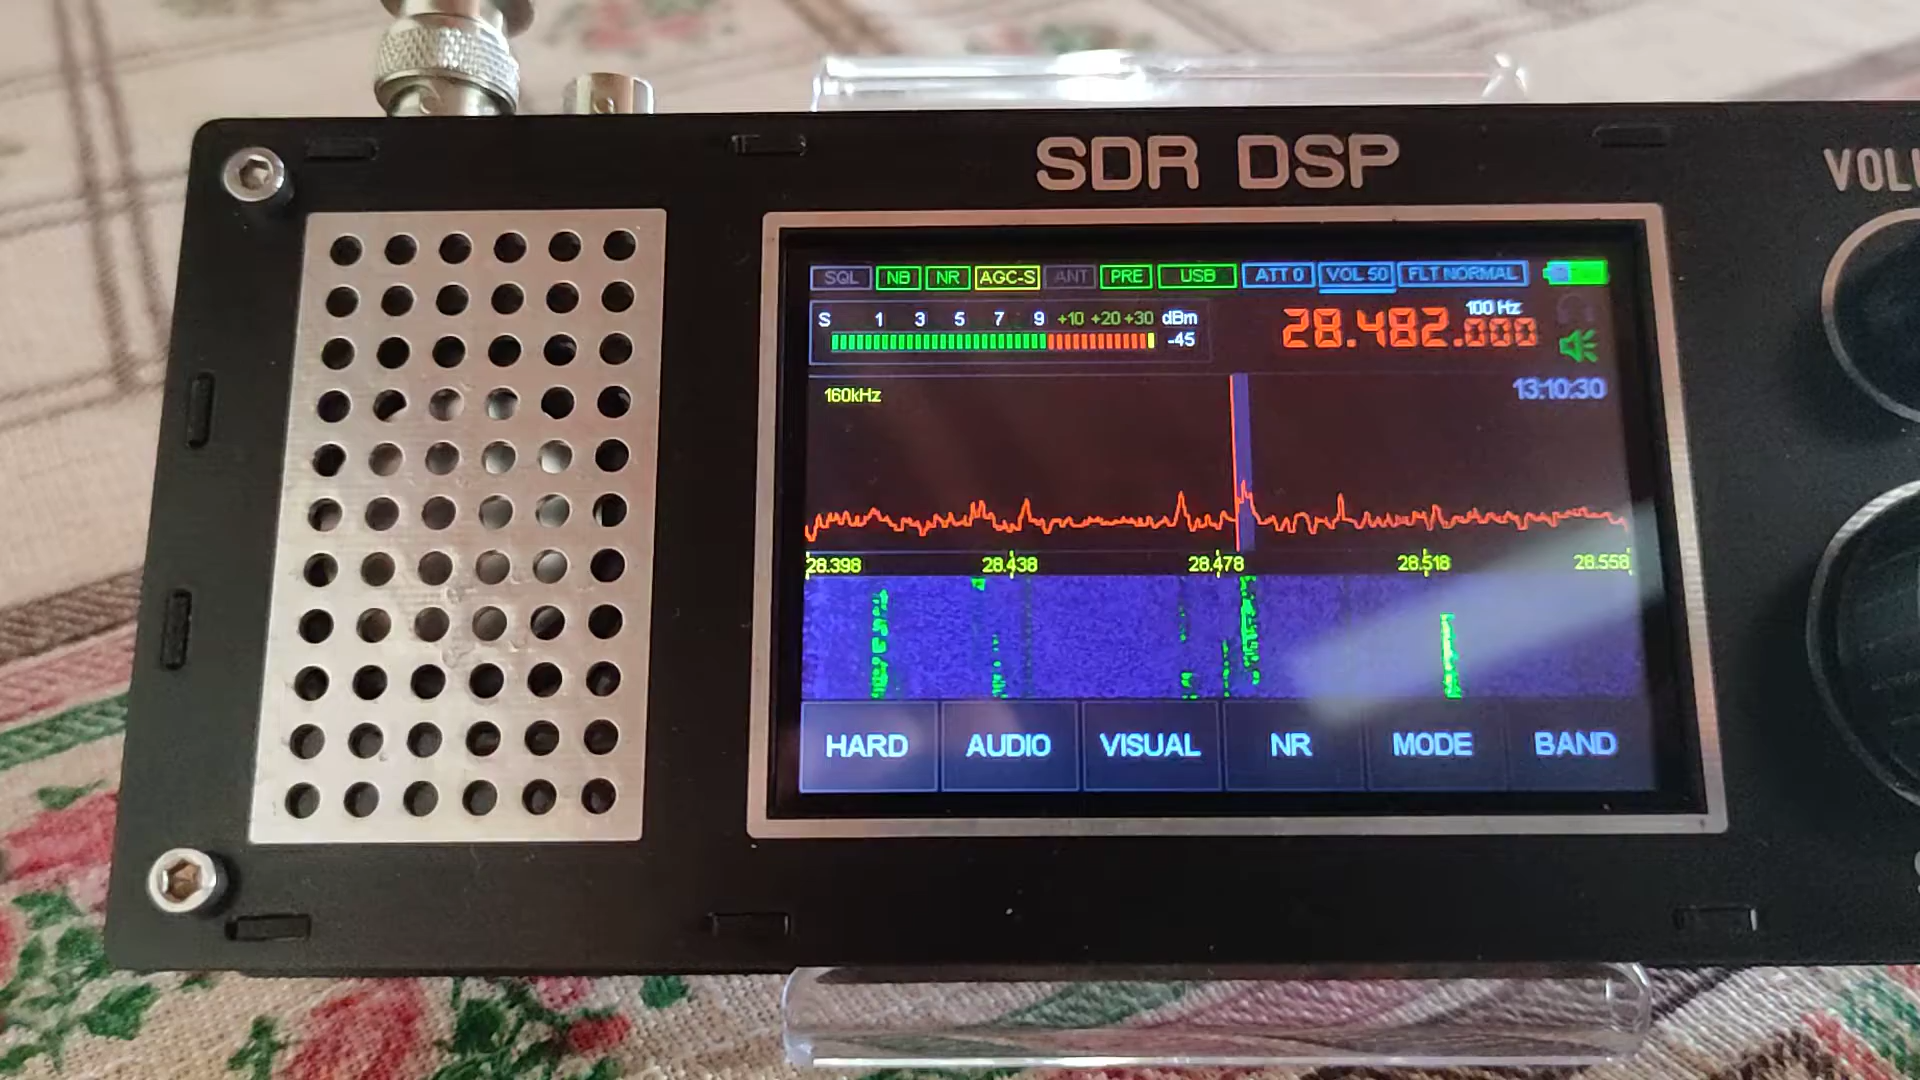 SDR DSP
VOLU
SQL NB NR AGC-S ANT PRE USB ATT 0 VOL 50 FLT NORMAL
S 1 3 5 7 9 +10 +20 +30 dBm
-45
100 Hz
28.482.000
160kHz
13:10:30
28.398 28.438 28.478 28.518 28.558
HARD AUDIO VISUAL NR MODE BAND